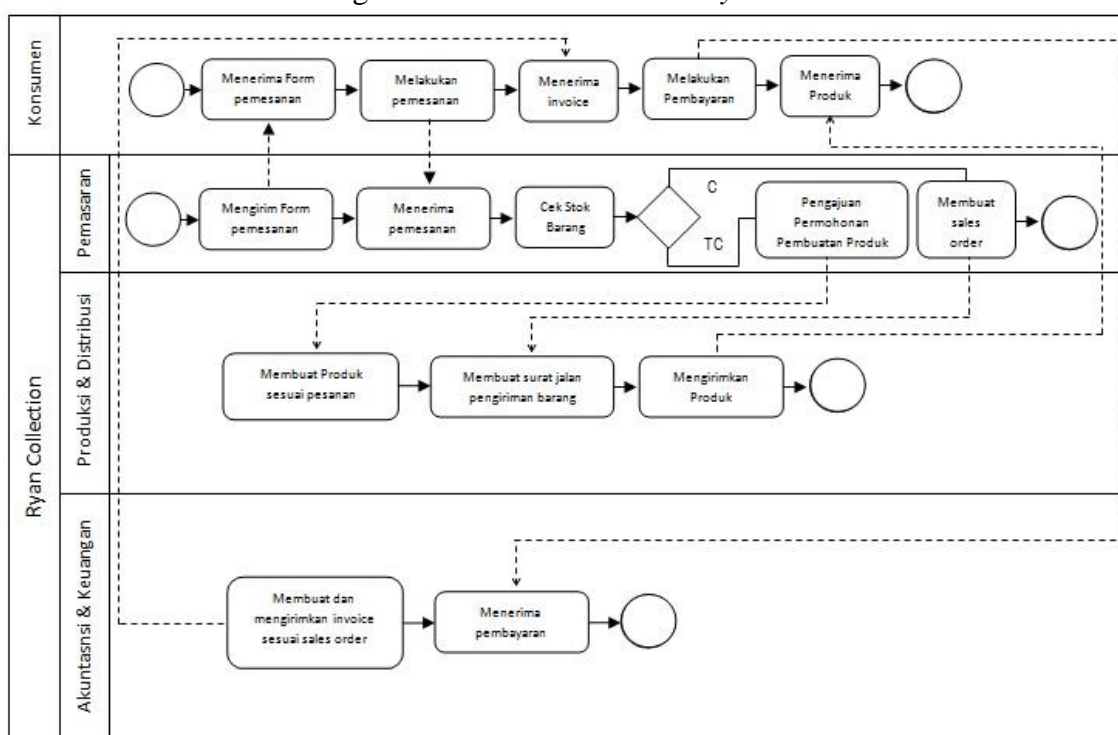 Konsumen
Menerima Form
pemesanan
Melakukan
pemesanan
Menerima
invoice
Melakukan
Pembayaran
Menerima
Produk
Ryan Collection
Pemasaran
Mengirim Form
pemesanan
Menerima
pemesanan
Cek Stok
Barang
C
TC
Pengajuan
Permohonan
Pembuatan Produk
Membuat
sales
order
Produksi & Distribusi
Membuat Produk
sesuai pesanan
Membuat surat jalan
pengiriman barang
Mengirimkan
Produk
Akuntasnsi & Keuangan
Membuat dan
mengirimkan invoice
sesuai sales order
Menerima
pembayaran